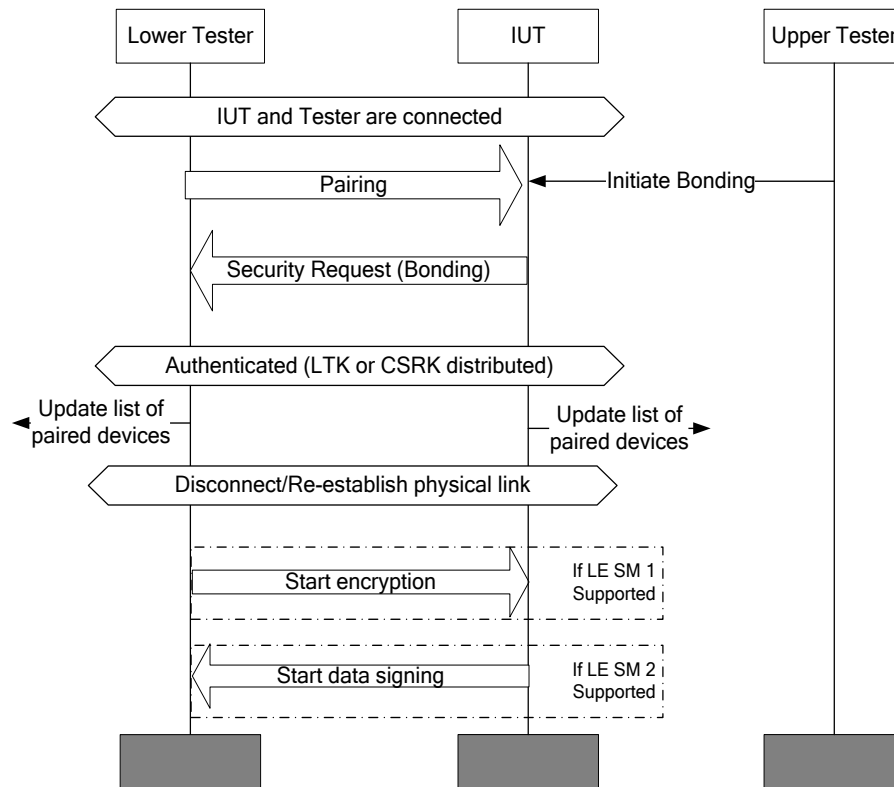 Lower Tester
IUT
Upper Tester
IUT and Tester are connected
Pairing
Initiate Bonding
Security Request (Bonding)
Authenticated (LTK or CSRK distributed)
Update list of
paired devices
Update list of
paired devices
Disconnect/Re-establish physical link
Start encryption
If LE SM 1
Supported
Start data signing
If LE SM 2
Supported